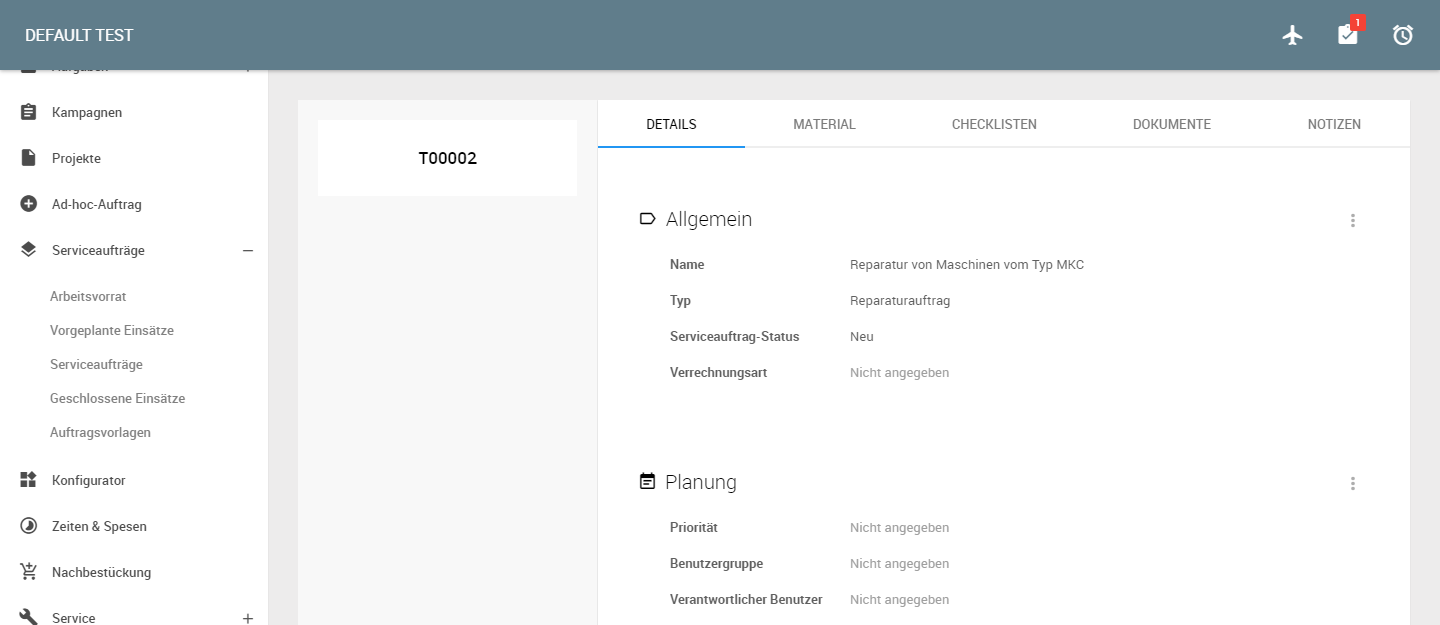 DEFAULT TEST
1
Kampagnen
Projekte
Ad-hoc-Auftrag
Serviceaufträge
Arbeitsvorrat
Vorgeplante Einsätze
Serviceaufträge
Geschlossene Einsätze
Auftragsvorlagen
Konfigurator
Zeiten & Spesen
Nachbestückung
Service
T00002
DETAILS MATERIAL CHECKLISTEN DOKUMENTE NOTIZEN
Allgemein
Name Reparatur von Maschinen vom Typ MKC
Typ Reparaturauftrag
Serviceauftrag-Status Neu
Verrechnungsart Nicht angegeben
Planung
Priorität Nicht angegeben
Benutzergruppe Nicht angegeben
Verantwortlicher Benutzer Nicht angegeben